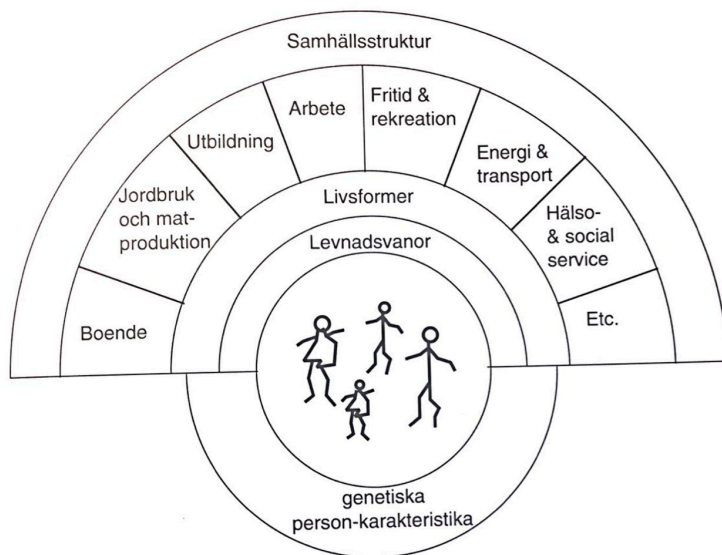 Samhällsstruktur
Boende
Jordbruk
och mat-
produktion
Utbildning
Arbete
Fritid &
rekreation
Energi &
transport
Hälso-
& social
service
Etc.
Livsformer
Levnadsvanor
genetiska
person-karakteristika